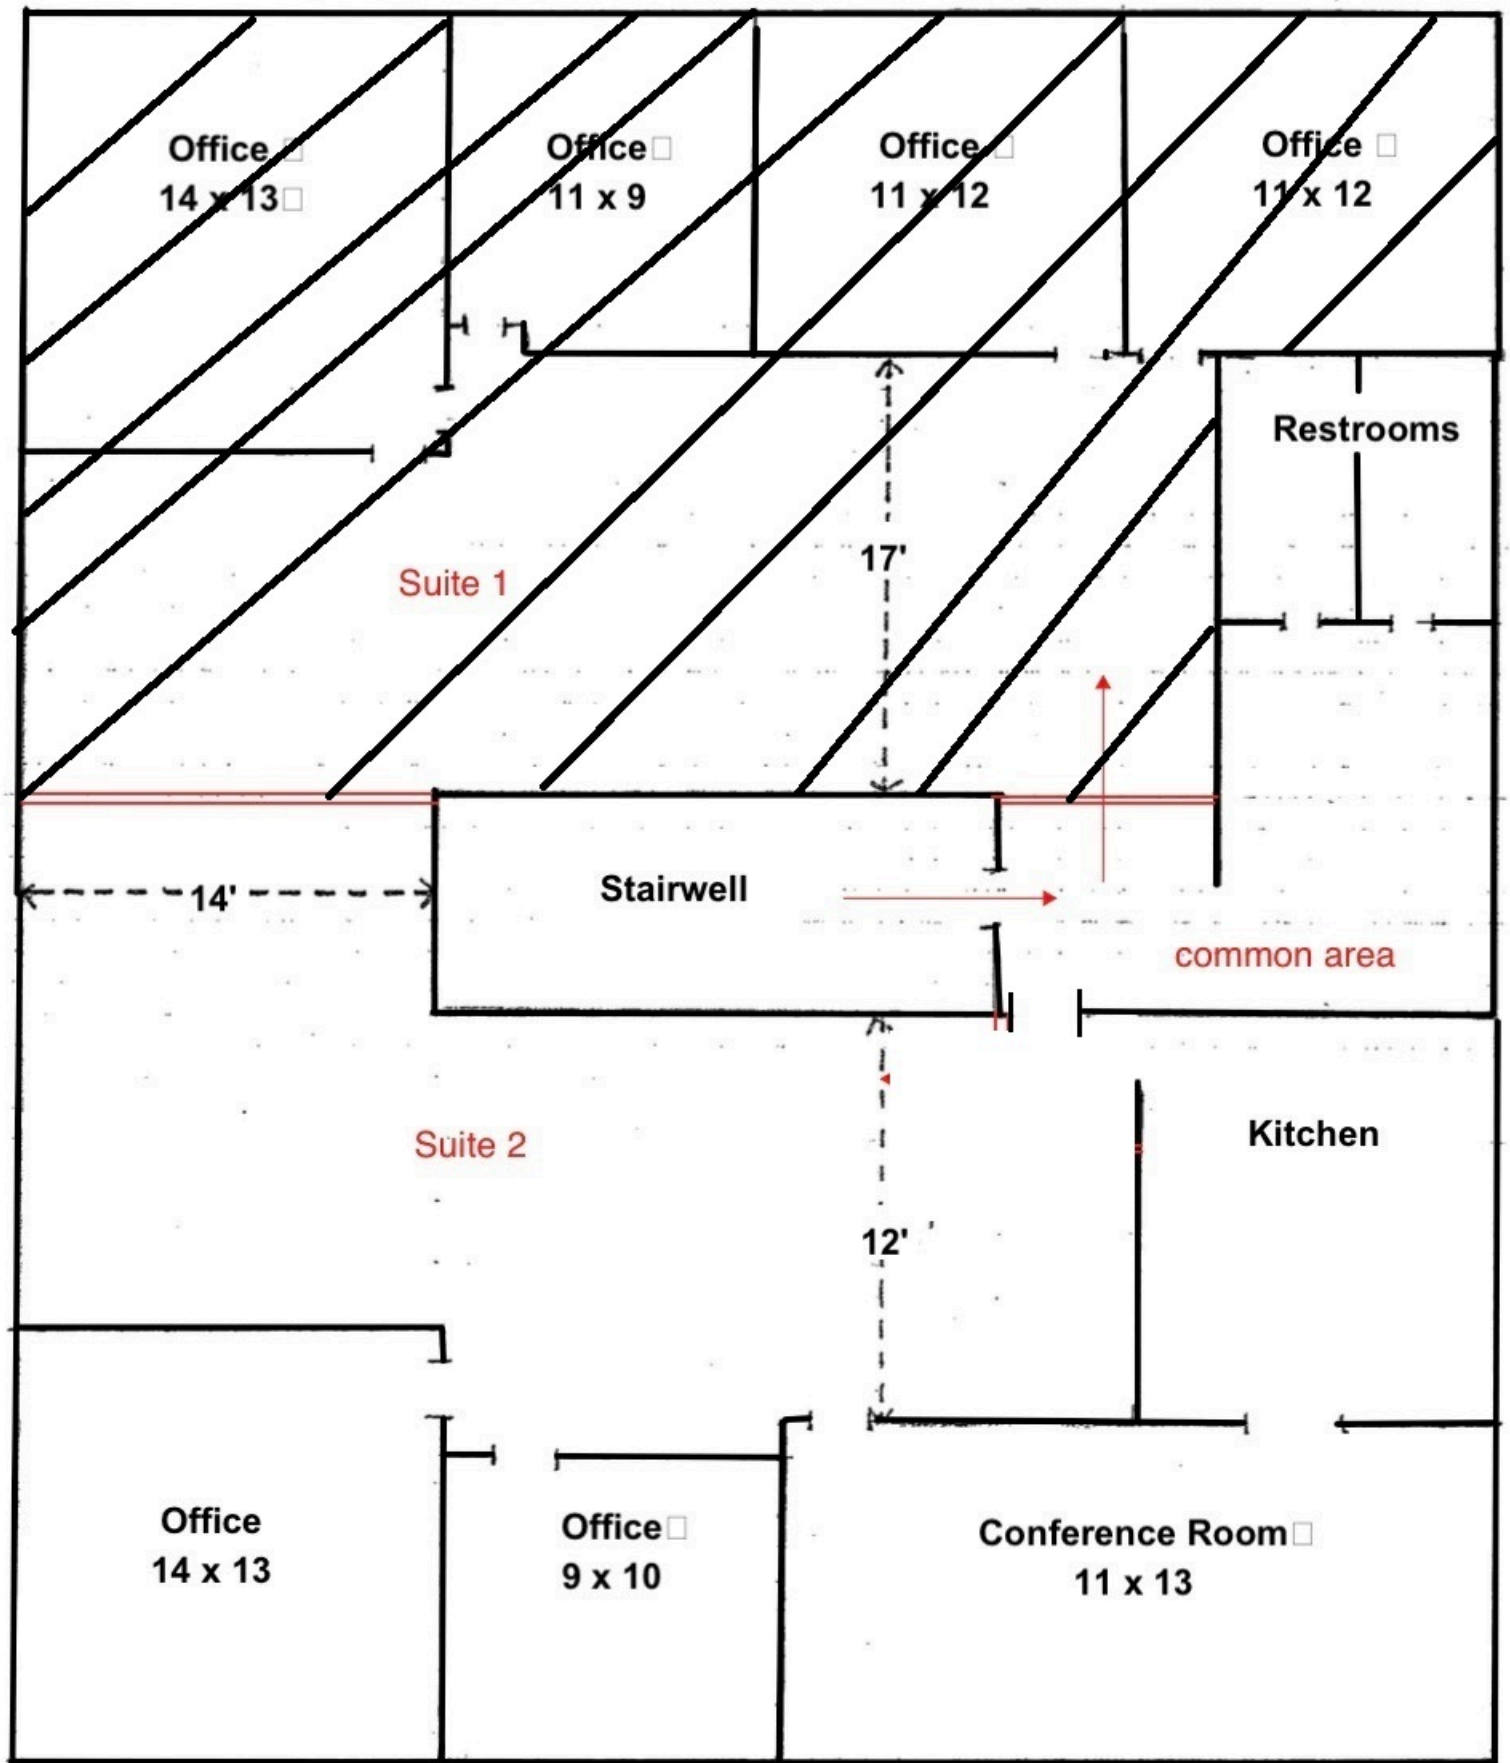 Office
14 x 13
Office
11 x 9
Office
11 x 12
Office
11 x 12
Restrooms
17'
Suite 1
Stairwell
14'
common area
Suite 2
Kitchen
12'
Office
14 x 13
Office
9 x 10
Conference Room
11 x 13